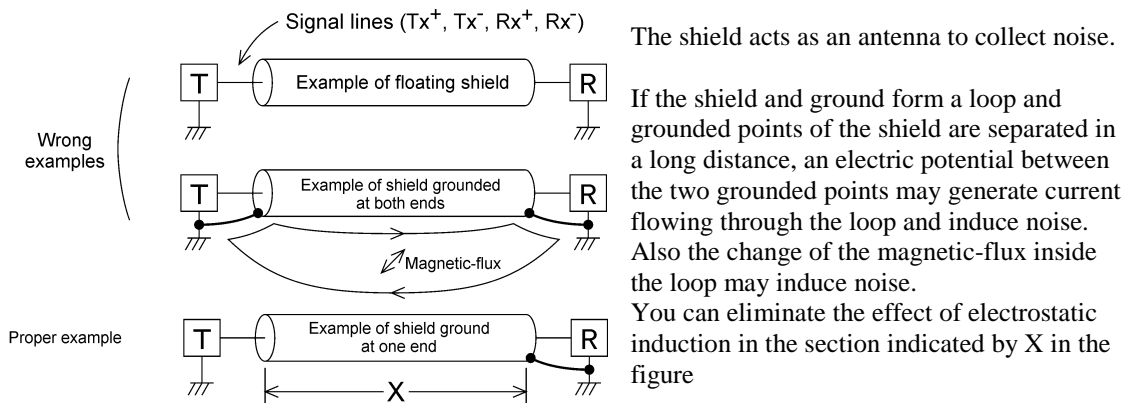 Signal lines (Tx+, Tx-, Rx+, Rx-)
T
Example of floating shield
R
The shield acts as an antenna to collect noise.
Wrong
examples
T
Example of shield grounded
at both ends
R
If the shield and ground form a loop and
grounded points of the shield are separated in
a long distance, an electric potential between
the two grounded points may generate current
flowing through the loop and induce noise.
Also the change of the magnetic-flux inside
the loop may induce noise.
Magnetic-flux
Proper example
T
Example of shield ground
at one end
R
X
You can eliminate the effect of electrostatic
induction in the section indicated by X in the
figure